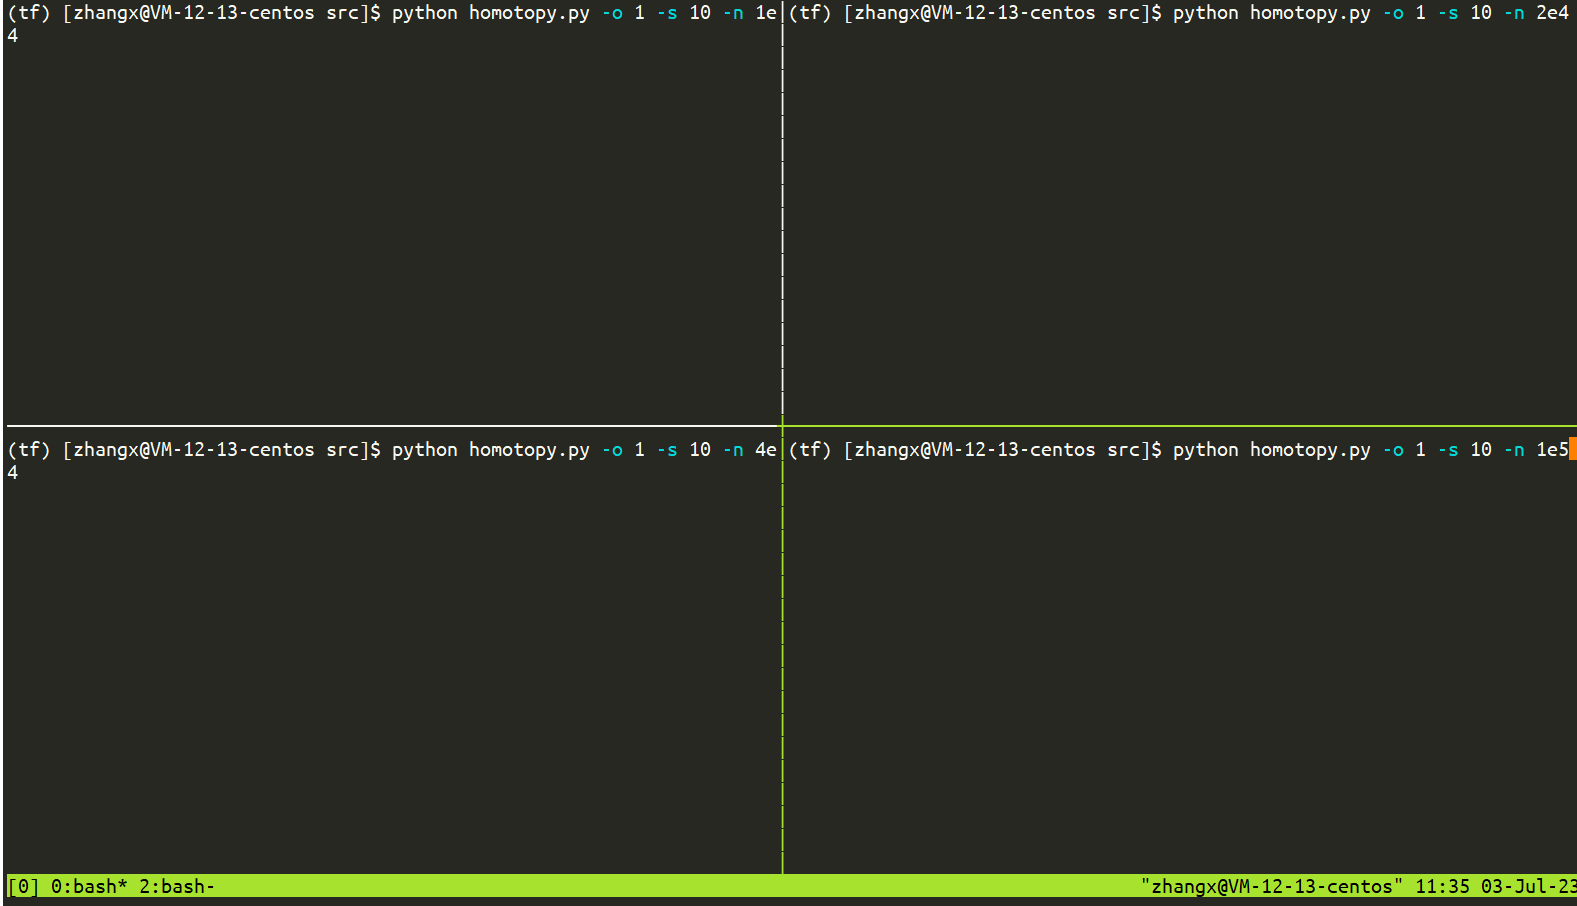 (tf) [zhangx@VM-12-13-centos src]$ python homotopy.py -o 1 -s 10 -n 1e
4
(tf) [zhangx@VM-12-13-centos src]$ python homotopy.py -o 1 -s 10 -n 2e4
(tf) [zhangx@VM-12-13-centos src]$ python homotopy.py -o 1 -s 10 -n 4e
4
(tf) [zhangx@VM-12-13-centos src]$ python homotopy.py -o 1 -s 10 -n 1e5
[0] 0:bash* 2:bash- "zhangx@VM-12-13-centos" 11:35 03-Jul-23